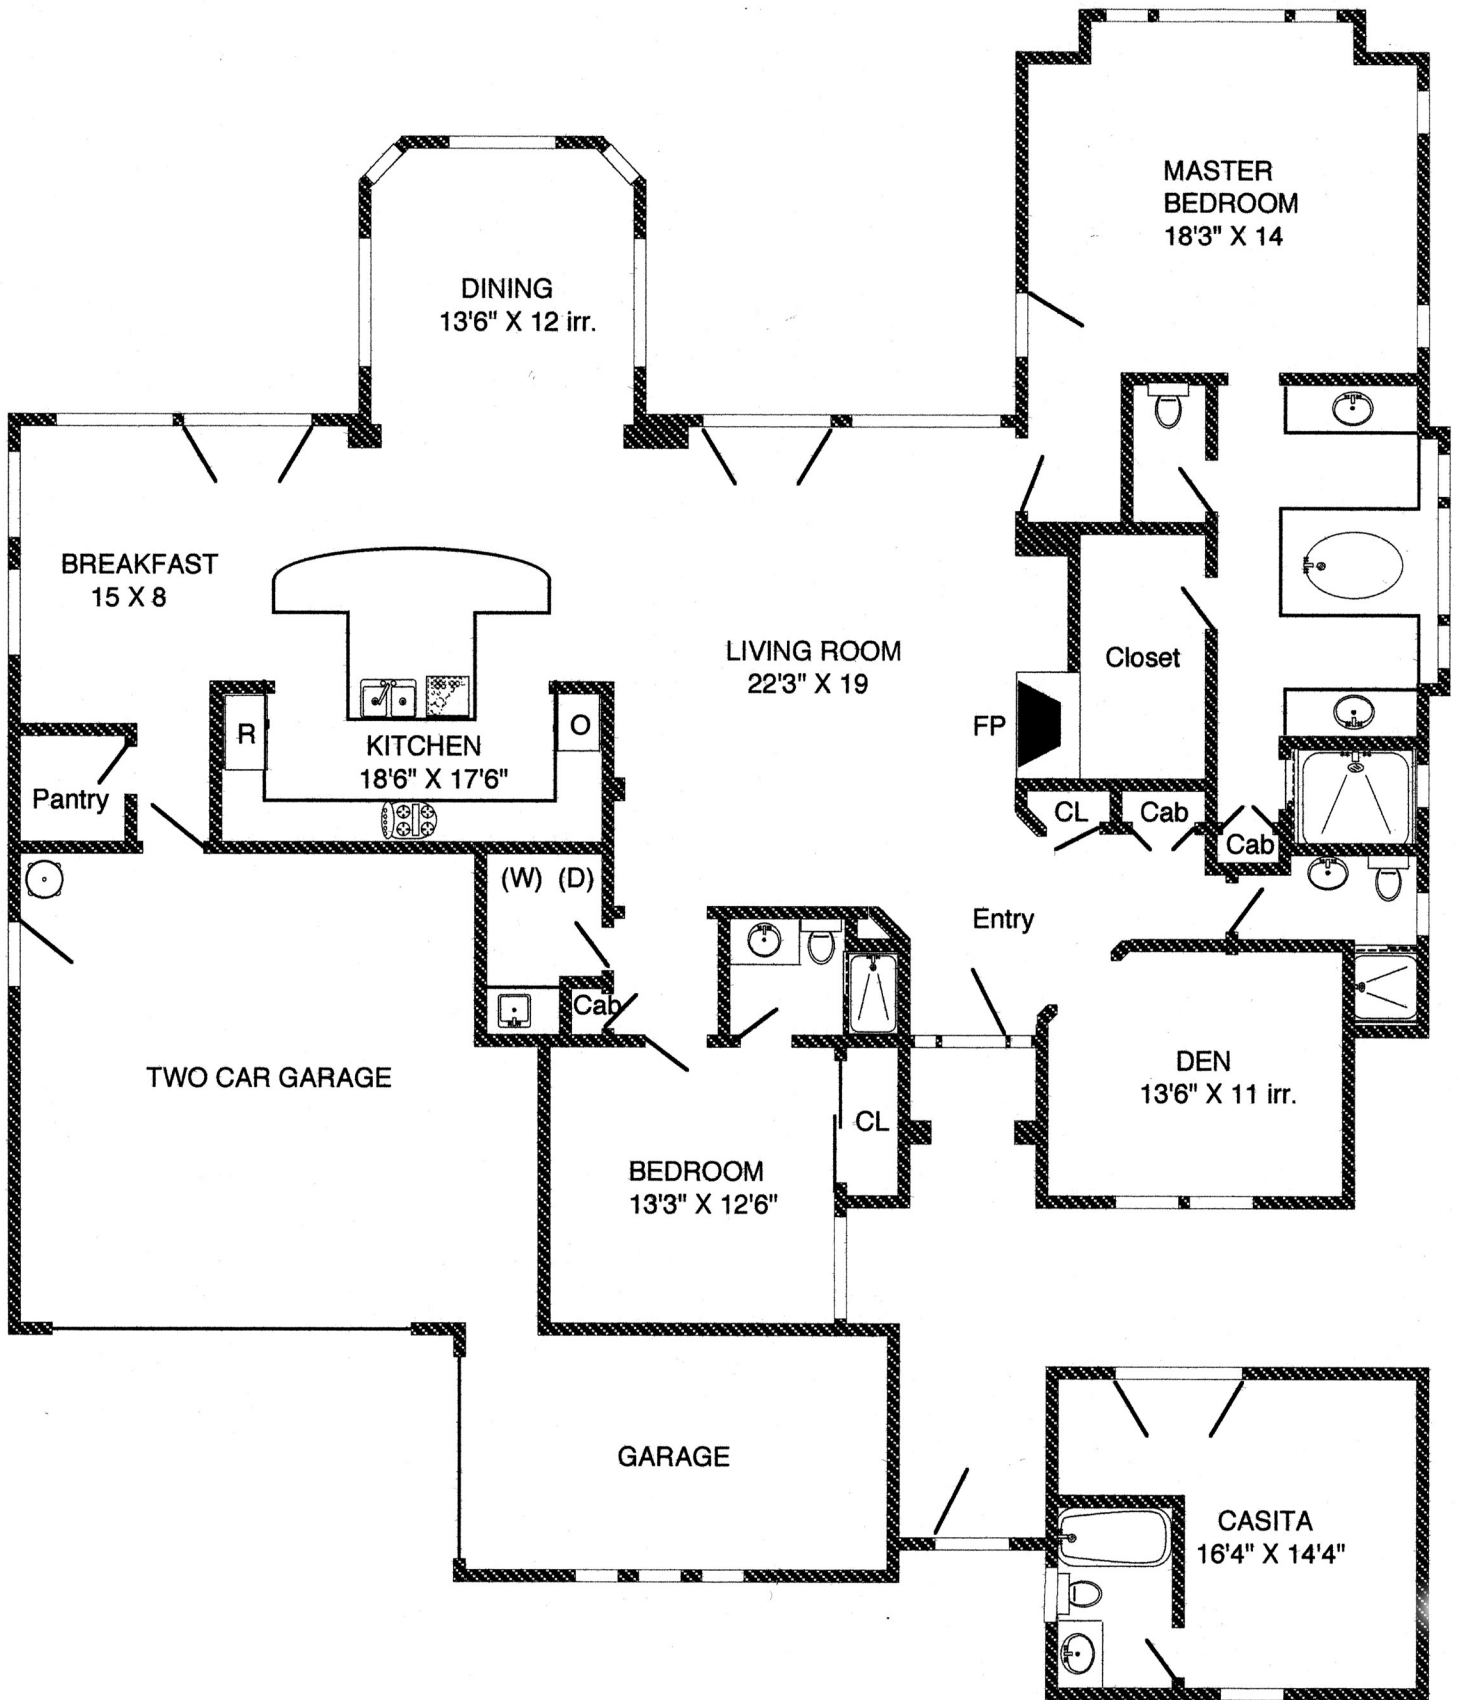 MASTER
BEDROOM
18'3" X 14
DINING
13'6" X 12 irr.
BREAKFAST
15 X 8
LIVING ROOM
22'3" X 19
Closet
FP
R
O
KITCHEN
18'6" X 17'6"
Pantry
CL
Cab
Cab
(W) (D)
Entry
Cab
TWO CAR GARAGE
DEN
13'6" X 11 irr.
CL
BEDROOM
13'3" X 12'6"
GARAGE
CASITA
16'4" X 14'4"